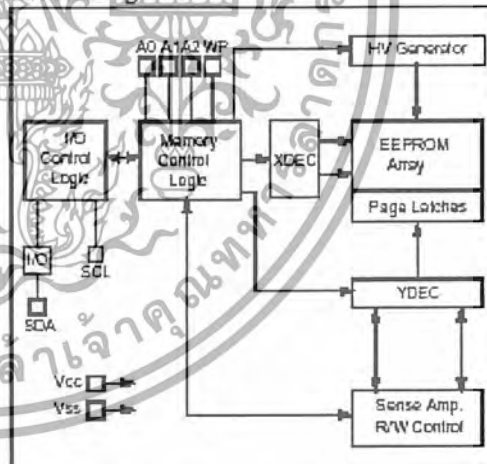 A0 A1 A2 WP
HV Generator
I/O
Control
Logic
Memory
Control
Logic
XDEC
EEPROM
Array
Page Latches
I/O
SCL
SDA
YDEC
Vcc
Vss
Sense Amp.
R/W Control